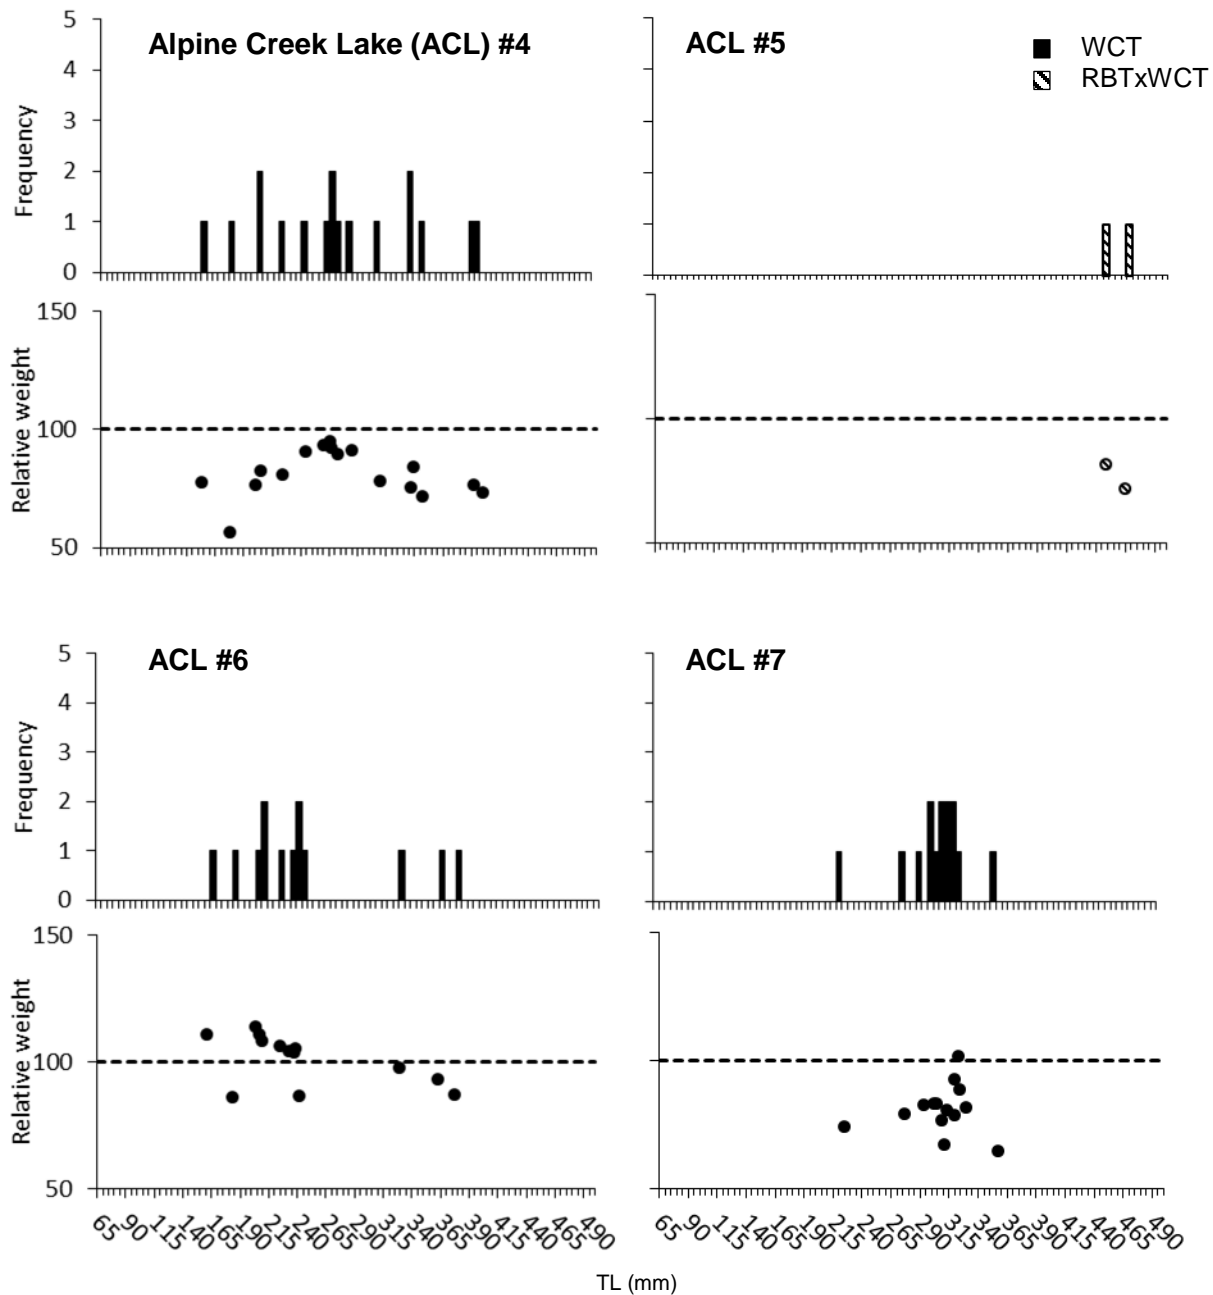 Alpine Creek Lake (ACL) #4
5
4
3
2
1
0
Frequency
ACL #5
WCT
RBTxWCT
150
100
50
Relative weight
ACL #6
5
4
3
2
1
0
Frequency
ACL #7
150
100
50
Relative weight
65 90 115 140 165 190 215 240 265 290 315 340 365 390 415 440 465 490
65 90 115 140 165 190 215 240 265 290 315 340 365 390 415 440 465 490
TL (mm)